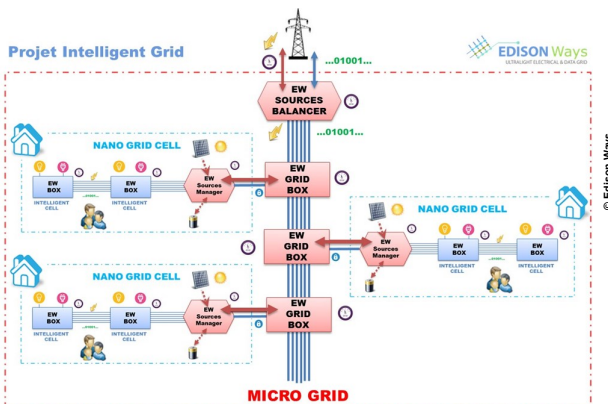 Projet Intelligent Grid
EDISON Ways
ULTRALIGHT ELECTRICAL & DATA GRID
...01001...
EW
SOURCES
BALANCER
...01001...
© Edison Ways
NANO GRID CELL
EW
BOX
EW
BOX
INTELLIGENT
CELL
INTELLIGENT
CELL
EW
Sources
Manager
EW
GRID
BOX
NANO GRID CELL
EW
GRID
BOX
EW
Sources
Manager
EW
BOX
EW
BOX
INTELLIGENT
CELL
INTELLIGENT
CELL
NANO GRID CELL
EW
BOX
EW
BOX
INTELLIGENT
CELL
INTELLIGENT
CELL
EW
Sources
Manager
EW
GRID
BOX
MICRO GRID